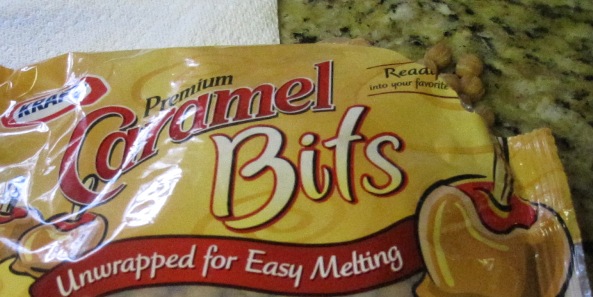 KRAFT
Premium
Caramel
Bits
Ready
into your favorite
Unwrapped for Easy Melting